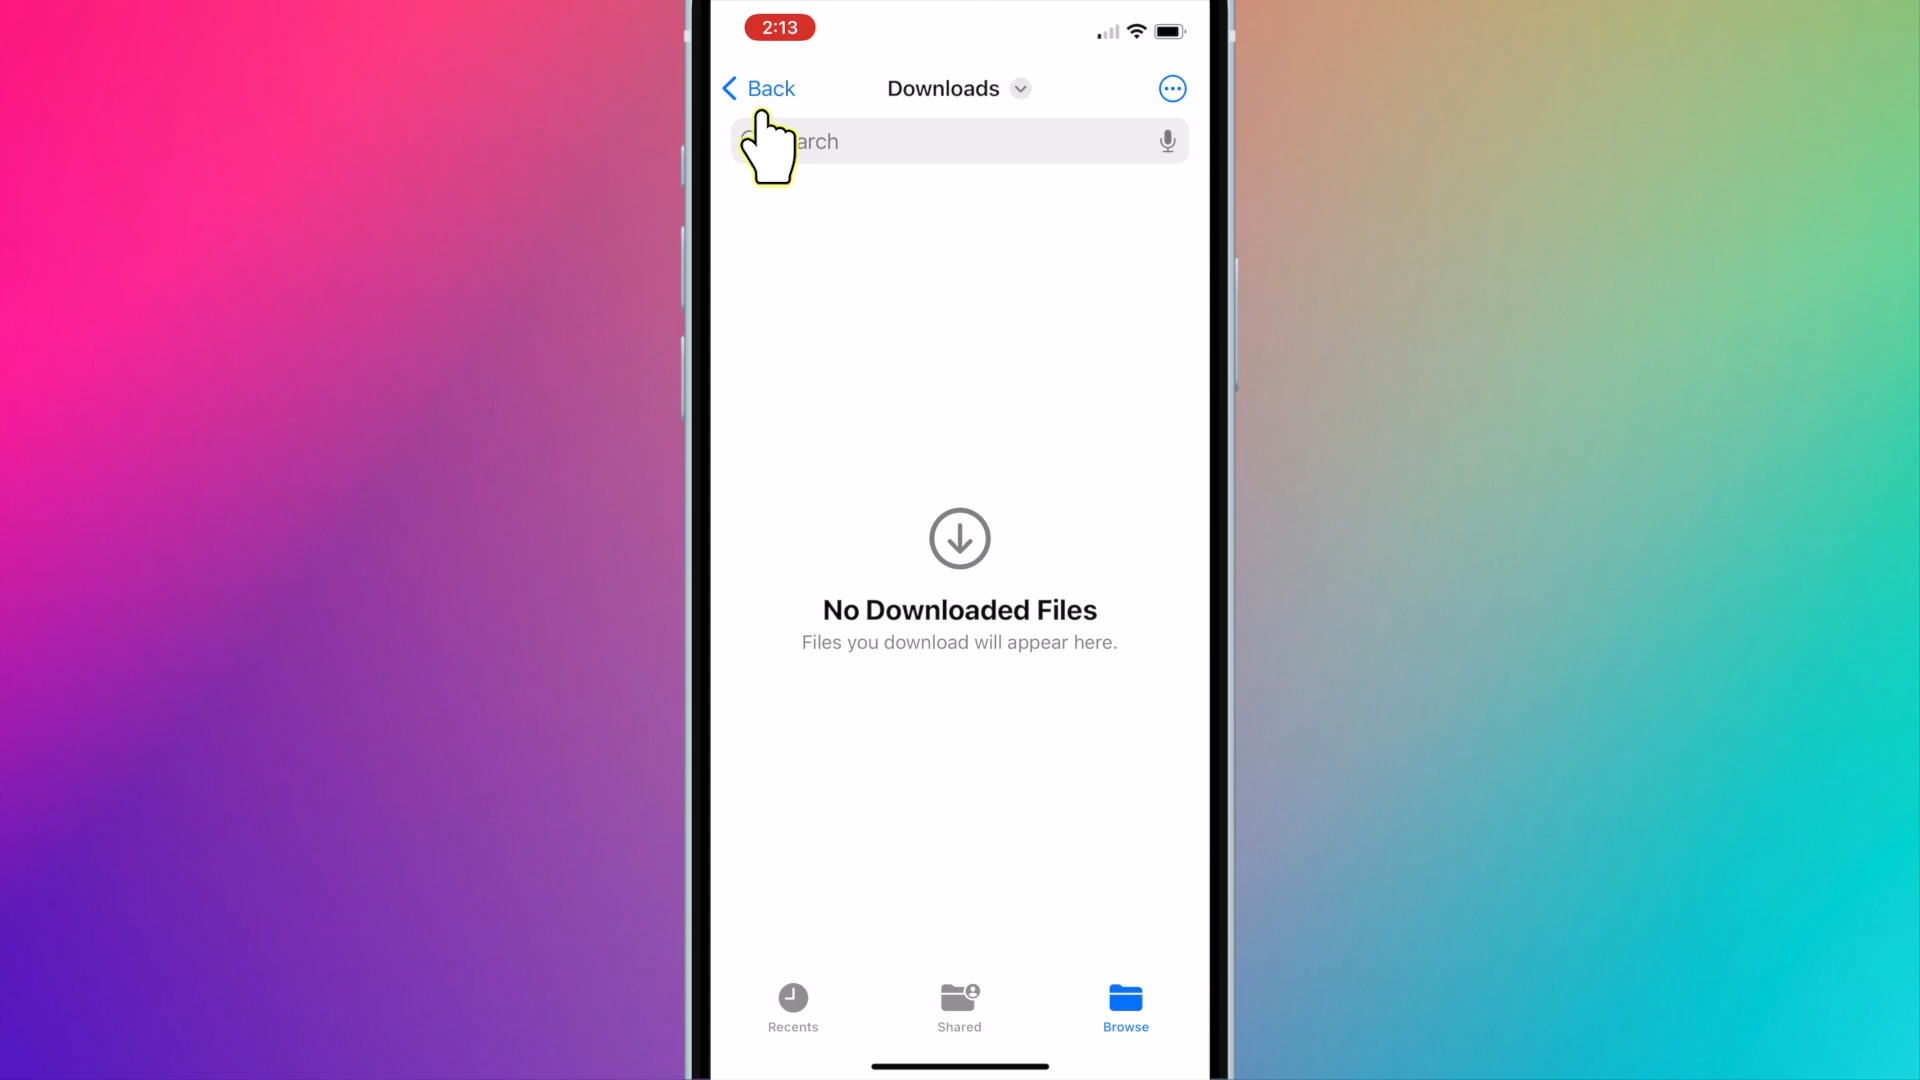 2:13
Back
Downloads
arch
No Downloaded Files
Files you download will appear here.
Recents
Shared
Browse